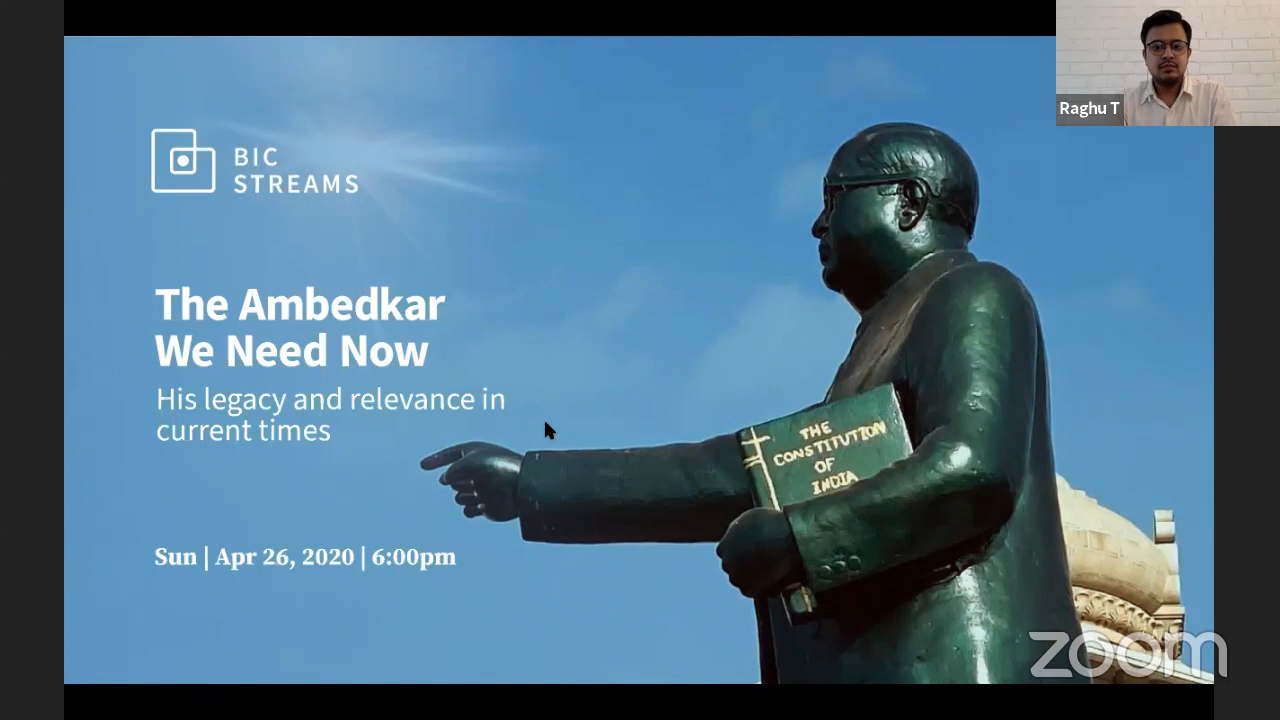 Raghu T
BIC
STREAMS
The Ambedkar
We Need Now
His legacy and relevance in
current times
THE
CONSTITUTION
OF
INDIA
Sun | Apr 26, 2020 | 6:00pm
zoom